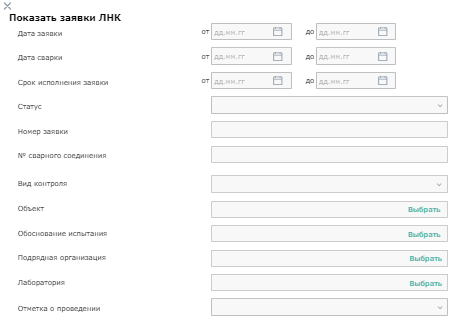 Показать заявки ЛНК
Дата заявки от дд.мм.гг до дд.мм.гг
Дата сварки от дд.мм.гг до дд.мм.гг
Срок исполнения заявки от дд.мм.гг до дд.мм.гг
Статус
Номер заявки
№ сварного соединения
Вид контроля
Объект Выбрать
Обоснование испытания Выбрать
Подрядная организация Выбрать
Лаборатория Выбрать
Отметка о проведении